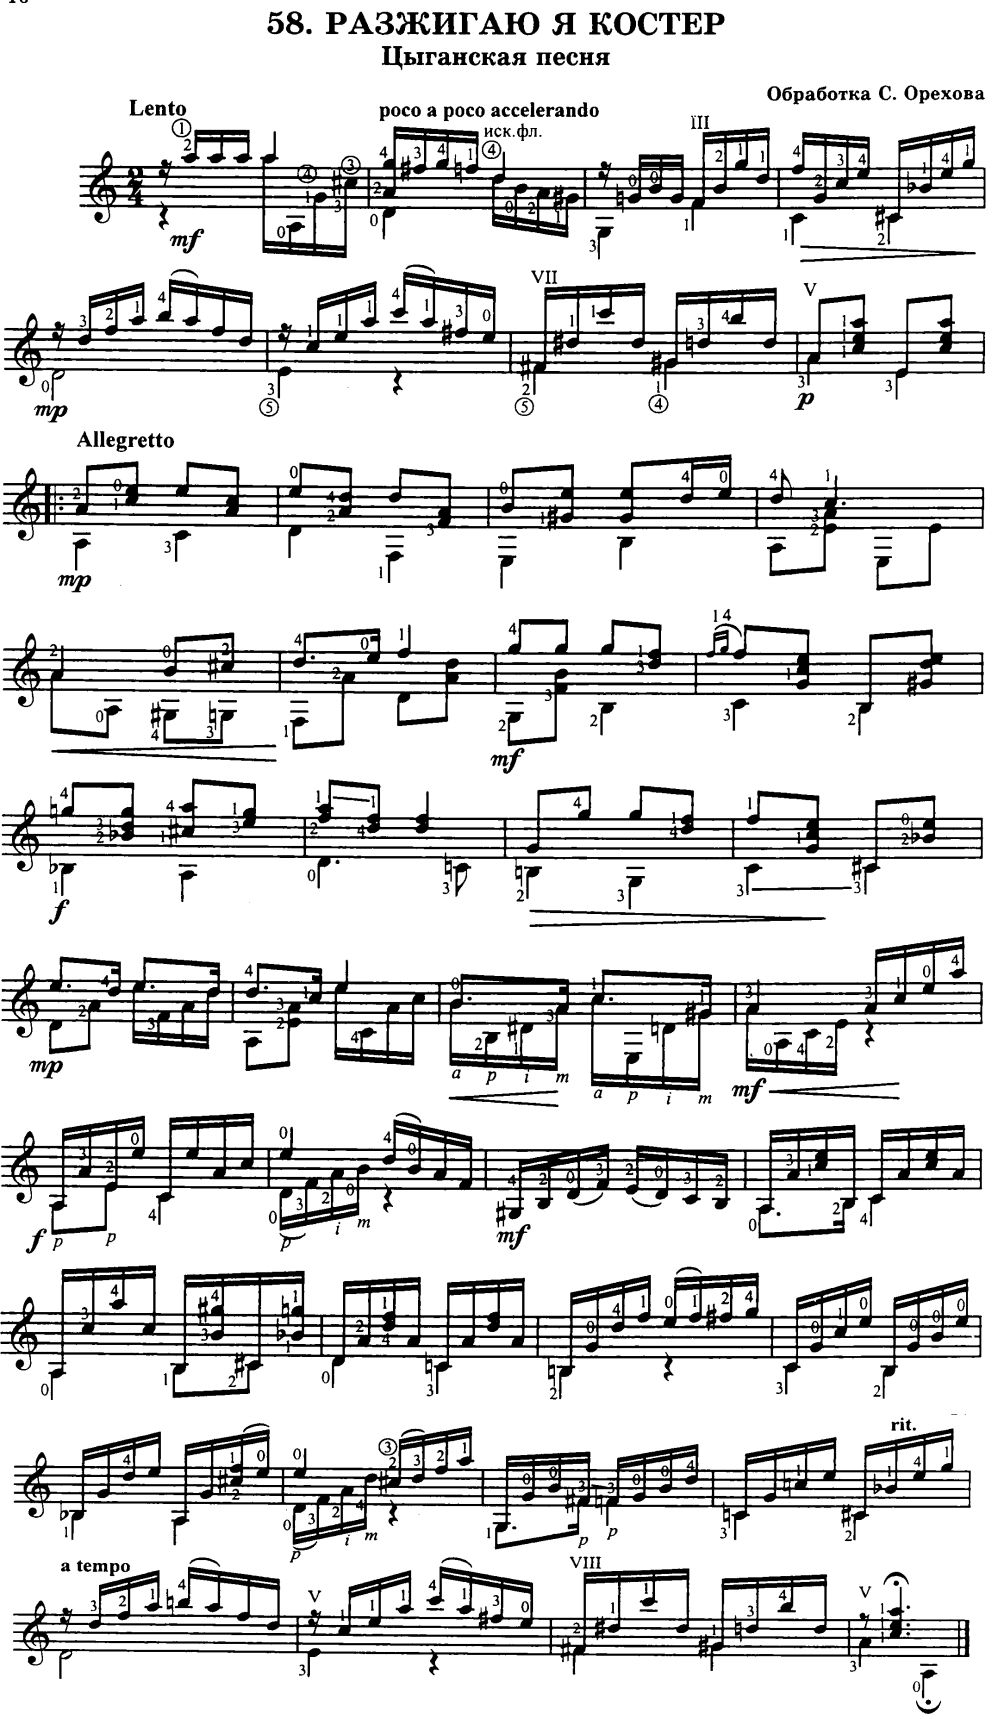 58. РАЗЖИГАЮ Я КОСТЕР
Цыганская песня
Обработка С. Орехова
Lento
poco a poco accelerando
иск.фл.
III
mf
VII
V
mp
p
Allegretto
mp
mf
f
mp
a p i m a p i m
mf
f p p
p i m
mf
rit.
p i m
p p
a tempo
V
VIII
V